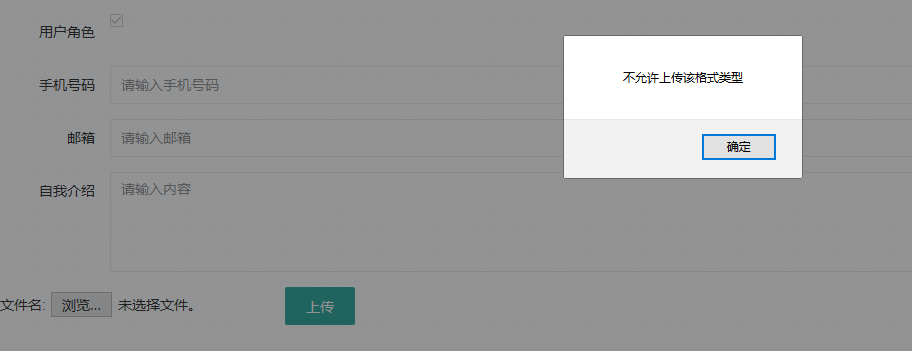 用户角色
手机号码
请输入手机号码
邮箱
请输入邮箱
自我介绍
请输入内容
文件名: 浏览... 未选择文件。
上传
不允许上传该格式类型
确定